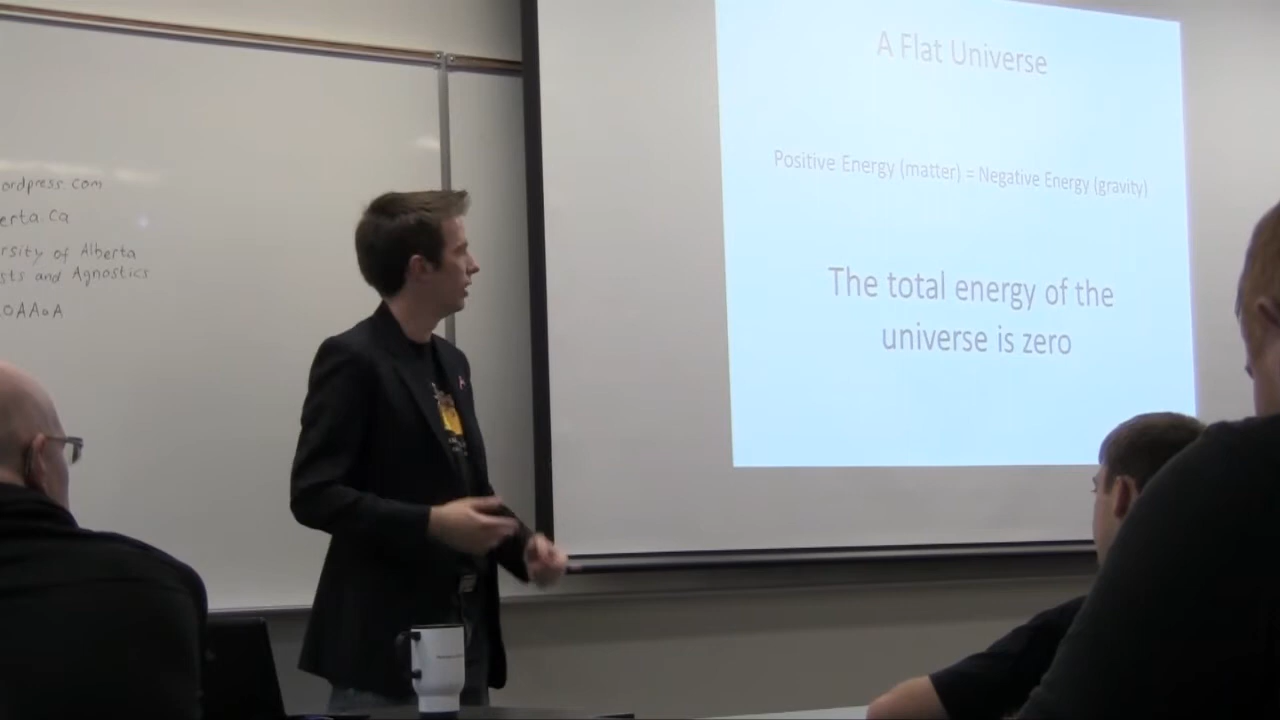 ordpress.com
erta.ca
rsity of Alberta
sts and Agnostics
OAAaA
A Flat Universe
Positive Energy (matter) = Negative Energy (gravity)
The total energy of the
universe is zero